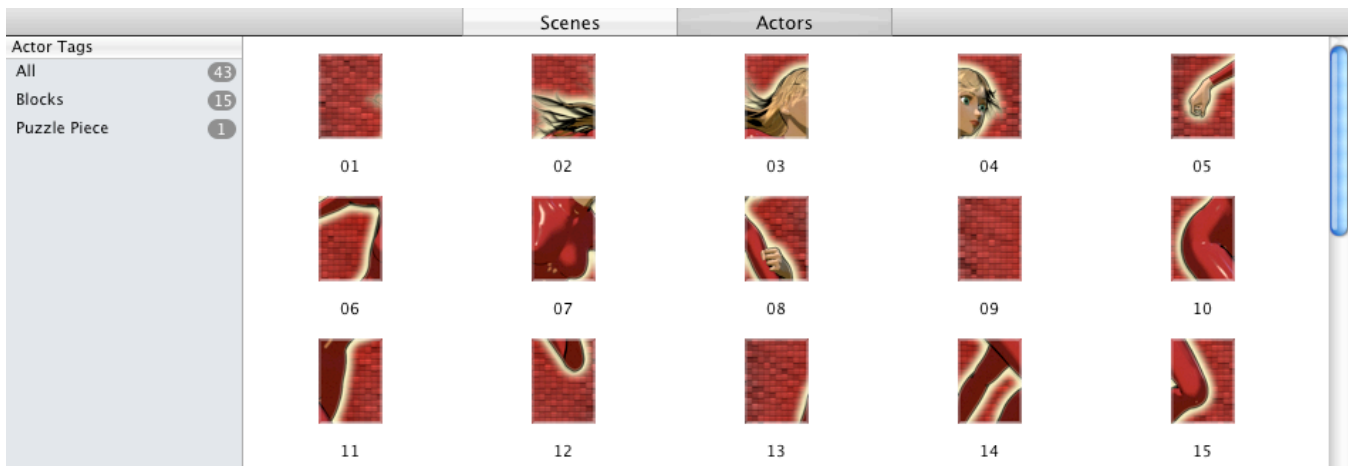 Scenes Actors
Actor Tags
All 43
Blocks 15
Puzzle Piece 1
01 02 03 04 05
06 07 08 09 10
11 12 13 14 15